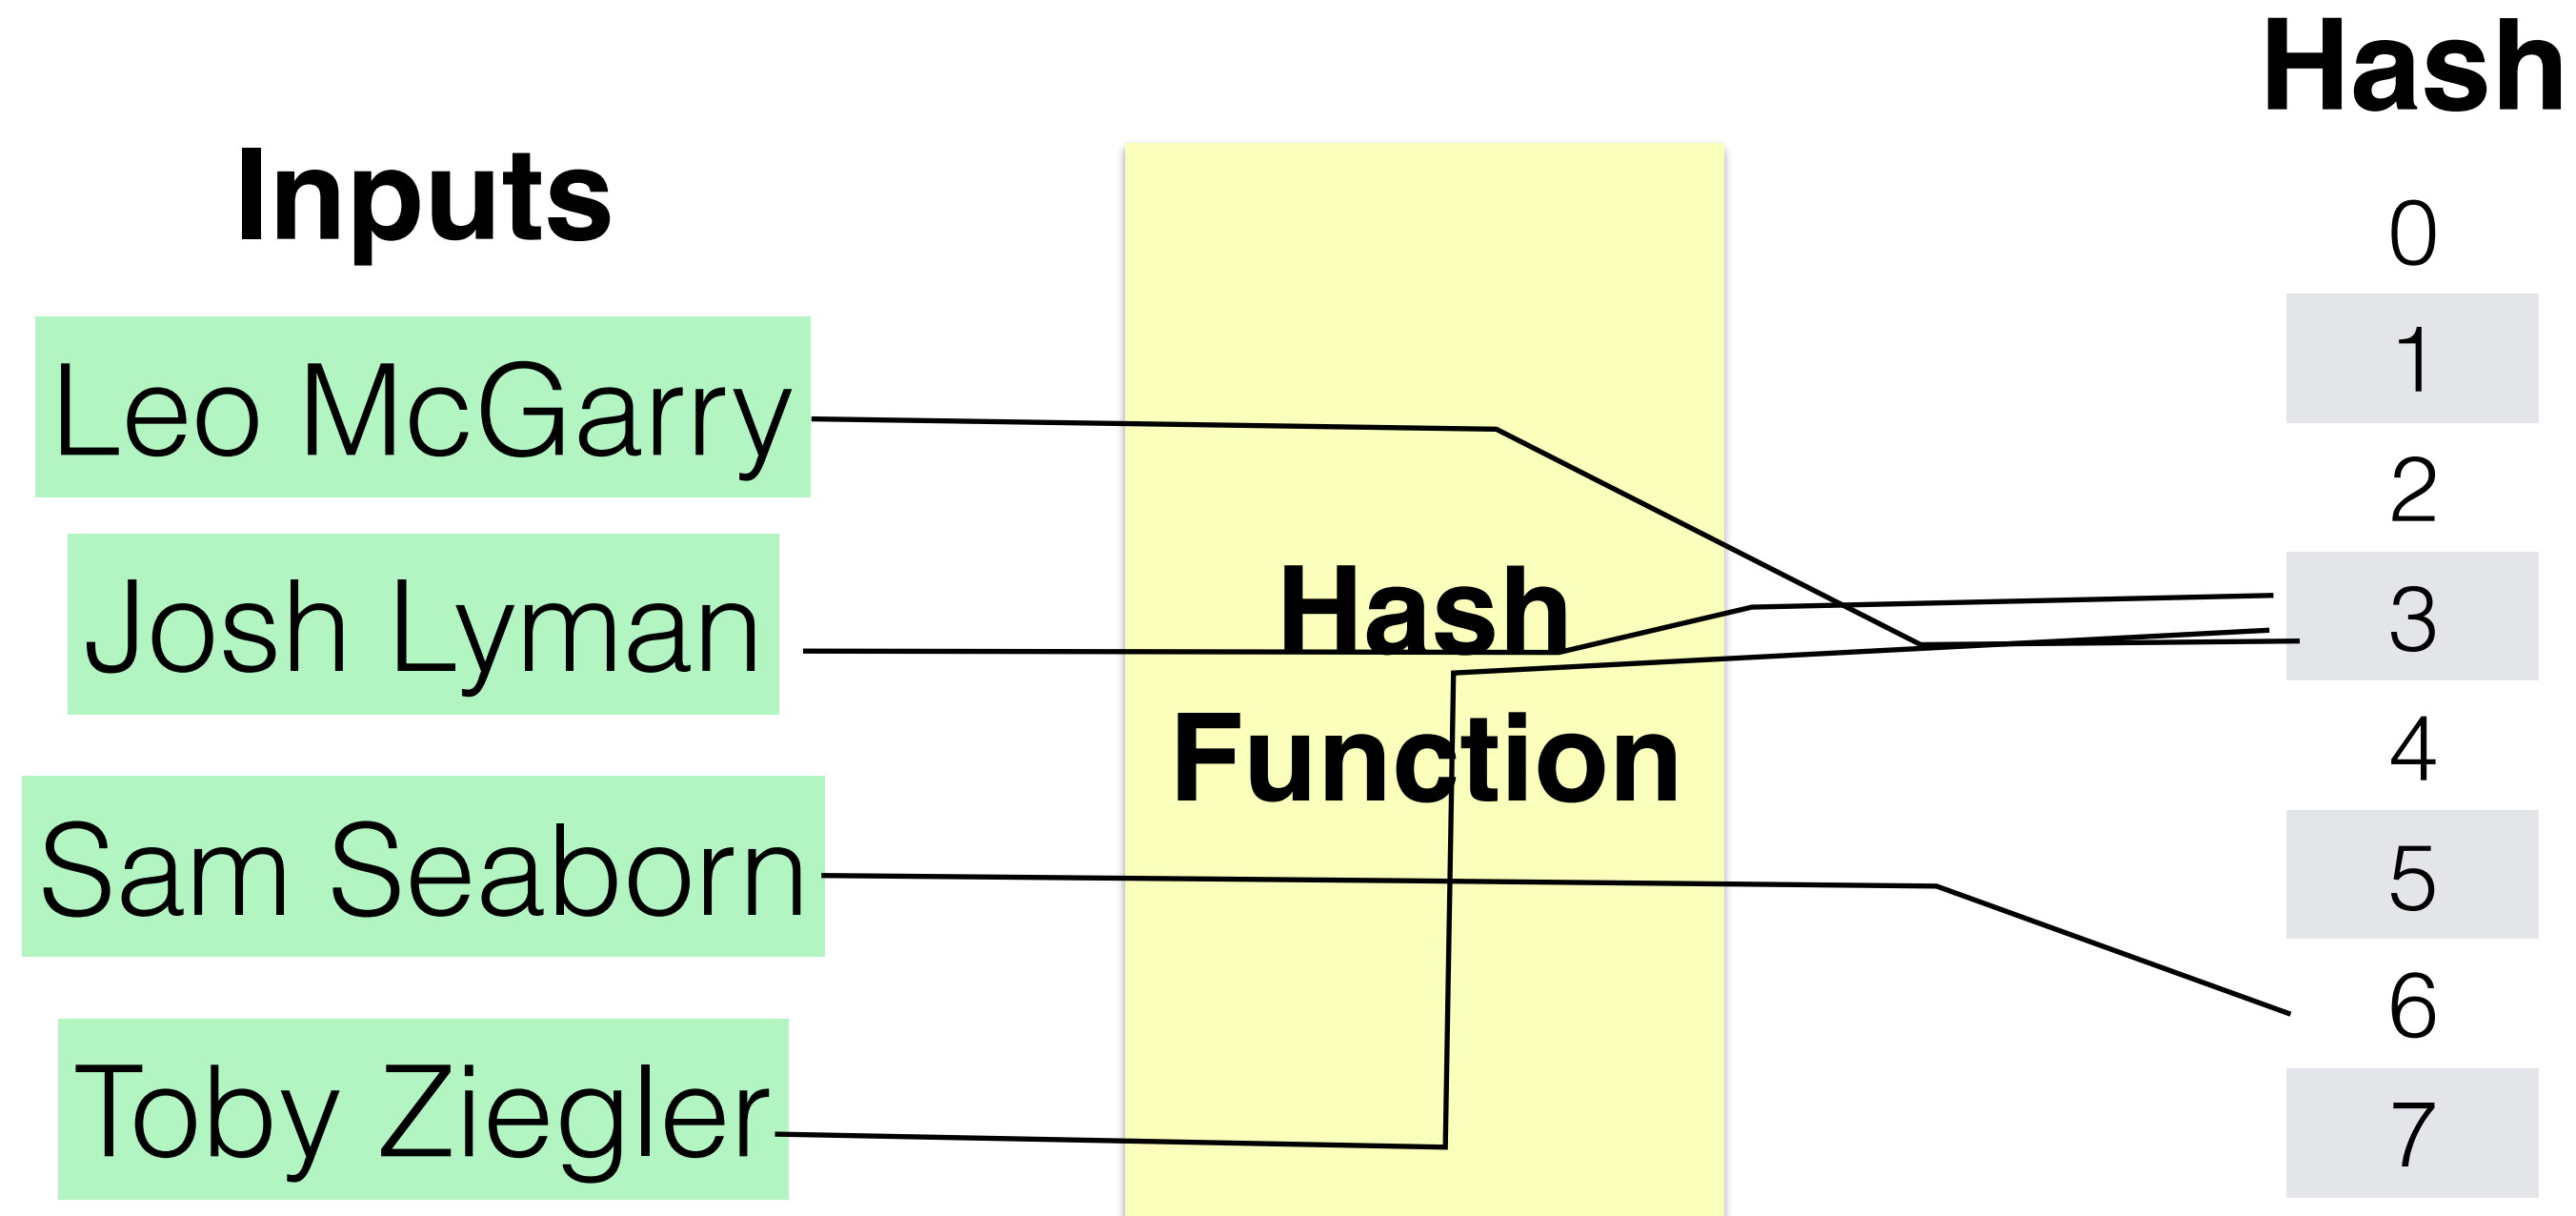 Inputs
Leo McGarry
Josh Lyman
Sam Seaborn
Toby Ziegler
Hash
Function
Hash
0
1
2
3
4
5
6
7